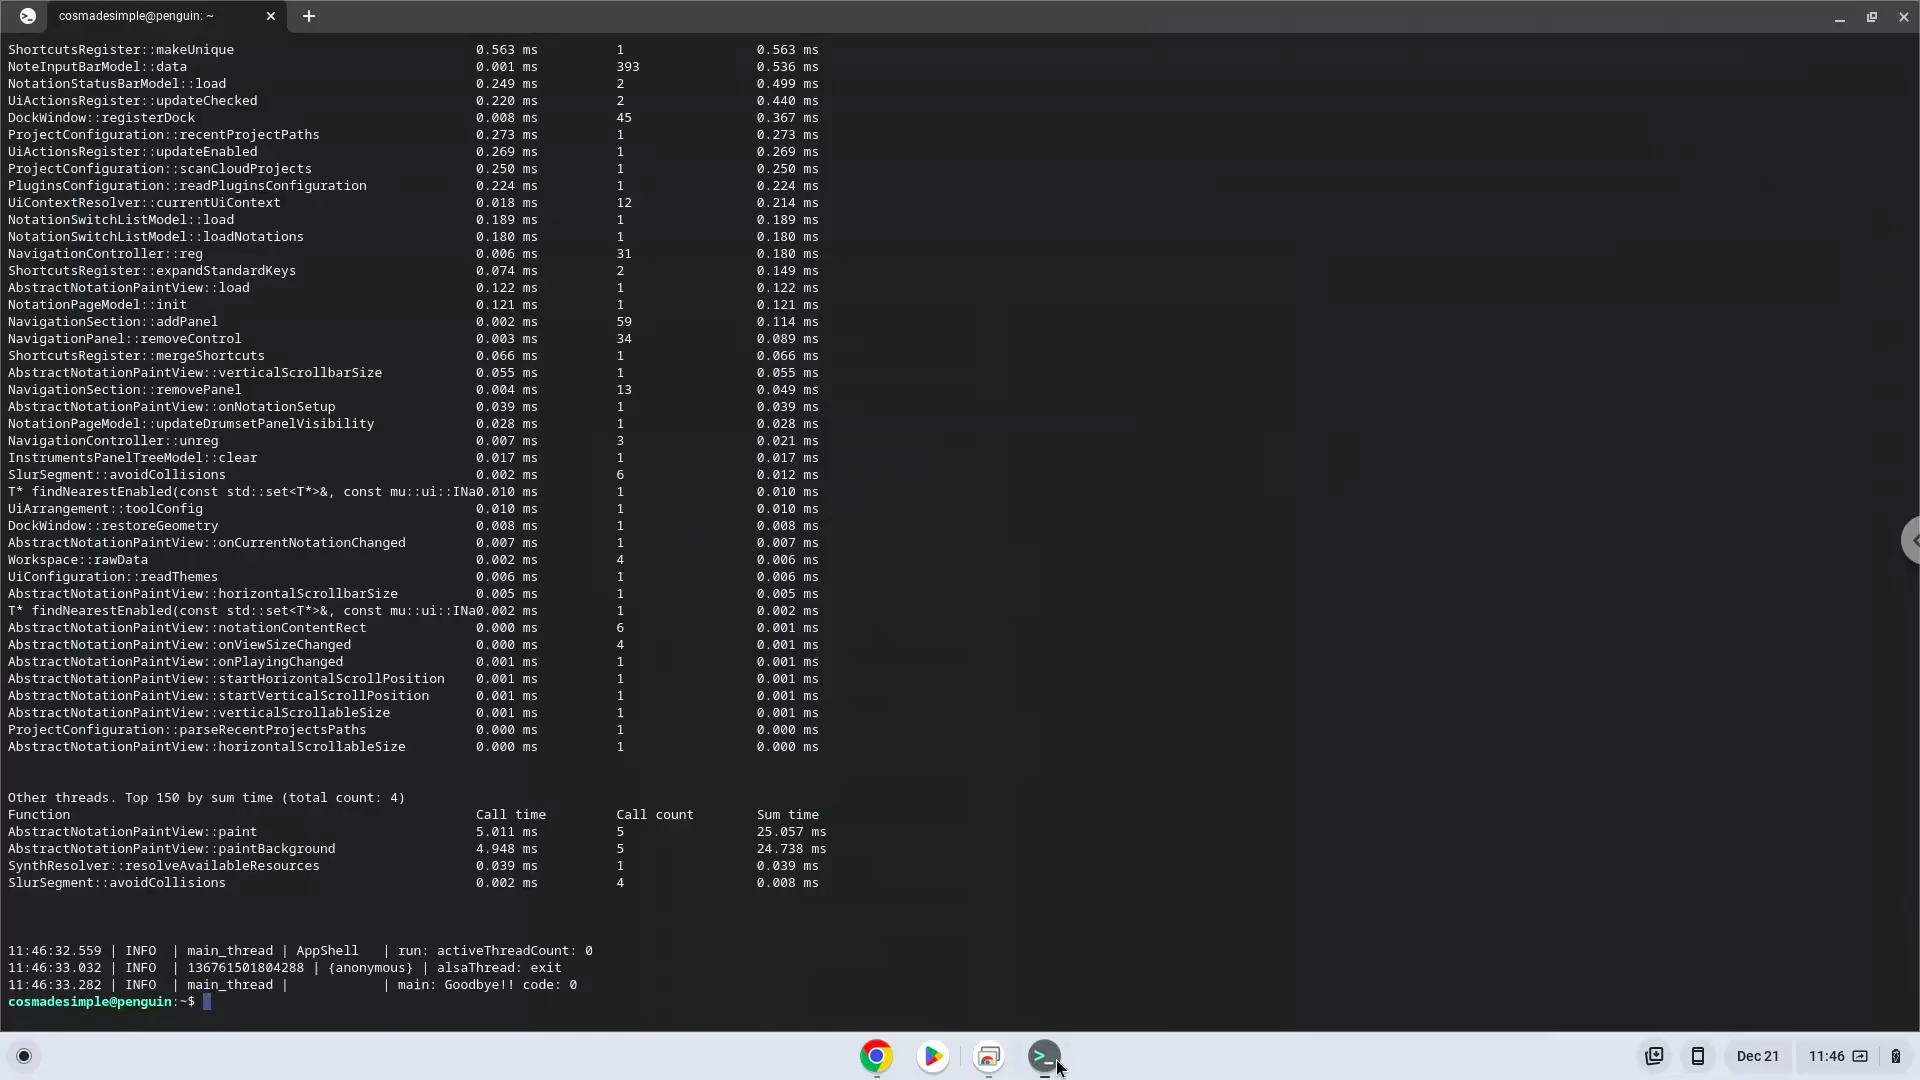 cosmadesimple@penguin: ~
ShortcutsRegister::makeUnique 0.563 ms 1 0.563 ms
NoteInputBarModel::data 0.001 ms 393 0.536 ms
NotationStatusBarModel::load 0.249 ms 2 0.499 ms
UiActionsRegister::updateChecked 0.220 ms 2 0.440 ms
DockWindow::registerDock 0.008 ms 45 0.367 ms
ProjectConfiguration::recentProjectPaths 0.273 ms 1 0.273 ms
UiActionsRegister::updateEnabled 0.269 ms 1 0.269 ms
ProjectConfiguration::scanCloudProjects 0.250 ms 1 0.250 ms
PluginsConfiguration::readPluginsConfiguration 0.224 ms 1 0.224 ms
UiContextResolver::currentUiContext 0.018 ms 12 0.214 ms
NotationSwitchListModel::load 0.189 ms 1 0.189 ms
NotationSwitchListModel::loadNotations 0.180 ms 1 0.180 ms
NavigationController::reg 0.006 ms 31 0.180 ms
ShortcutsRegister::expandStandardKeys 0.074 ms 2 0.149 ms
AbstractNotationPaintView::load 0.122 ms 1 0.122 ms
NotationPageModel::init 0.121 ms 1 0.121 ms
NavigationSection::addPanel 0.002 ms 59 0.114 ms
NavigationPanel::removeControl 0.003 ms 34 0.089 ms
ShortcutsRegister::mergeShortcuts 0.066 ms 1 0.066 ms
AbstractNotationPaintView::verticalScrollbarSize 0.055 ms 1 0.055 ms
NavigationSection::removePanel 0.004 ms 13 0.049 ms
AbstractNotationPaintView::onNotationSetup 0.039 ms 1 0.039 ms
NotationPageModel::updateDrumsetPanelVisibility 0.028 ms 1 0.028 ms
NavigationController::unreg 0.007 ms 3 0.021 ms
InstrumentsPanelTreeModel::clear 0.017 ms 1 0.017 ms
SlurSegment::avoidCollisions 0.002 ms 6 0.012 ms
T* findNearestEnabled(const std::set<T*>&, const mu::ui::INa0.010 ms 1 0.010 ms
UiArrangement::toolConfig 0.010 ms 1 0.010 ms
DockWindow::restoreGeometry 0.008 ms 1 0.008 ms
AbstractNotationPaintView::onCurrentNotationChanged 0.007 ms 1 0.007 ms
Workspace::rawData 0.002 ms 4 0.006 ms
UiConfiguration::readThemes 0.006 ms 1 0.006 ms
AbstractNotationPaintView::horizontalScrollbarSize 0.005 ms 1 0.005 ms
T* findNearestEnabled(const std::set<T*>&, const mu::ui::INa0.002 ms 1 0.002 ms
AbstractNotationPaintView::notationContentRect 0.000 ms 6 0.001 ms
AbstractNotationPaintView::onViewSizeChanged 0.000 ms 4 0.001 ms
AbstractNotationPaintView::onPlayingChanged 0.001 ms 1 0.001 ms
AbstractNotationPaintView::startHorizontalScrollPosition 0.001 ms 1 0.001 ms
AbstractNotationPaintView::startVerticalScrollPosition 0.001 ms 1 0.001 ms
AbstractNotationPaintView::verticalScrollableSize 0.001 ms 1 0.001 ms
ProjectConfiguration::parseRecentProjectsPaths 0.000 ms 1 0.000 ms
AbstractNotationPaintView::horizontalScrollableSize 0.000 ms 1 0.000 ms
Other threads. Top 150 by sum time (total count: 4)
Function Call time Call count Sum time
AbstractNotationPaintView::paint 5.011 ms 5 25.057 ms
AbstractNotationPaintView::paintBackground 4.948 ms 5 24.738 ms
SynthResolver::resolveAvailableResources 0.039 ms 1 0.039 ms
SlurSegment::avoidCollisions 0.002 ms 4 0.008 ms
11:46:32.559 | INFO | main_thread | AppShell | run: activeThreadCount: 0
11:46:33.032 | INFO | 136761501804288 | {anonymous} | alsaThread: exit
11:46:33.282 | INFO | main_thread | | main: Goodbye!! code: 0
cosmadesimple@penguin:~$
Dec 21 11:46